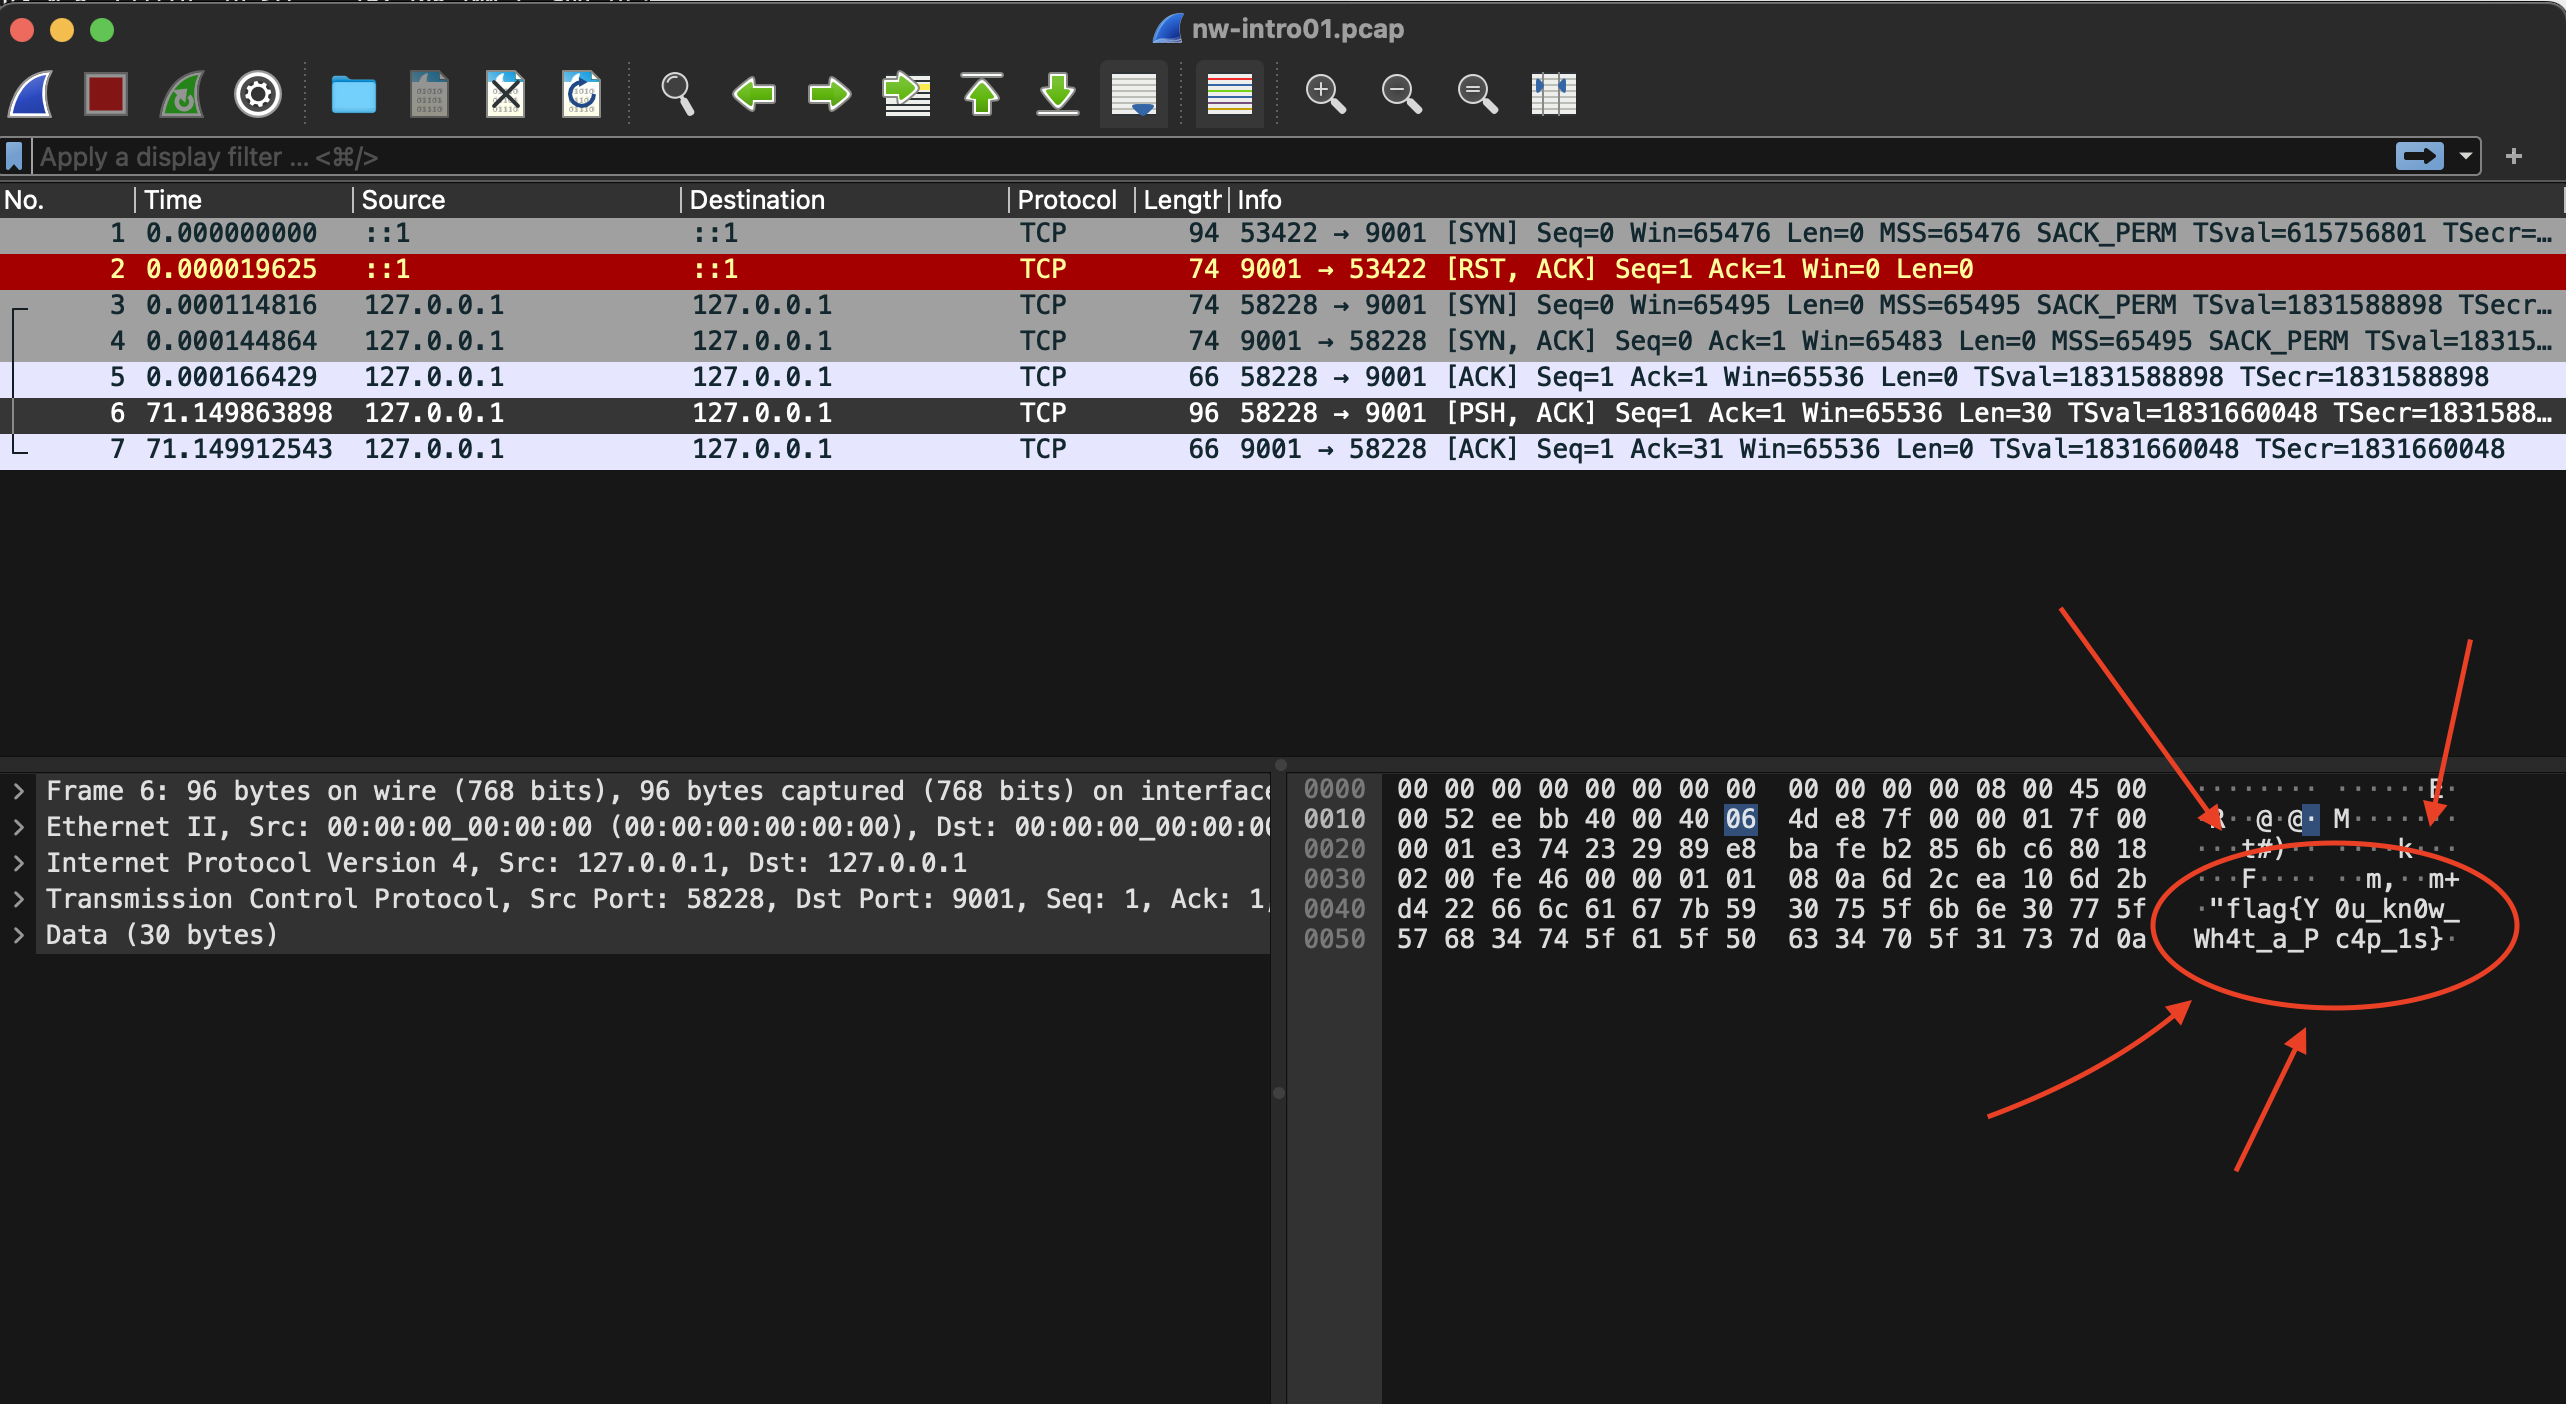 nw-intro01.pcap
Apply a display filter ... <⌘/>
No. Time Source Destination Protocol Length Info
1 0.000000000 ::1 ::1 TCP 94 53422 → 9001 [SYN] Seq=0 Win=65476 Len=0 MSS=65476 SACK_PERM TSval=615756801 TSecr=…
2 0.000019625 ::1 ::1 TCP 74 9001 → 53422 [RST, ACK] Seq=1 Ack=1 Win=0 Len=0
3 0.000114816 127.0.0.1 127.0.0.1 TCP 74 58228 → 9001 [SYN] Seq=0 Win=65495 Len=0 MSS=65495 SACK_PERM TSval=1831588898 TSecr…
4 0.000144864 127.0.0.1 127.0.0.1 TCP 74 9001 → 58228 [SYN, ACK] Seq=0 Ack=1 Win=65483 Len=0 MSS=65495 SACK_PERM TSval=18315…
5 0.000166429 127.0.0.1 127.0.0.1 TCP 66 58228 → 9001 [ACK] Seq=1 Ack=1 Win=65536 Len=0 TSval=1831588898 TSecr=1831588898
6 71.149863898 127.0.0.1 127.0.0.1 TCP 96 58228 → 9001 [PSH, ACK] Seq=1 Ack=1 Win=65536 Len=30 TSval=1831660048 TSecr=1831588…
7 71.149912543 127.0.0.1 127.0.0.1 TCP 66 9001 → 58228 [ACK] Seq=1 Ack=31 Win=65536 Len=0 TSval=1831660048 TSecr=1831660048
Frame 6: 96 bytes on wire (768 bits), 96 bytes captured (768 bits) on interface
Ethernet II, Src: 00:00:00_00:00:00 (00:00:00:00:00:00), Dst: 00:00:00_00:00:00
Internet Protocol Version 4, Src: 127.0.0.1, Dst: 127.0.0.1
Transmission Control Protocol, Src Port: 58228, Dst Port: 9001, Seq: 1, Ack: 1,
Data (30 bytes)
0000 00 00 00 00 00 00 00 00 00 00 00 00 08 00 45 00 ········ ······E·
0010 00 52 ee bb 40 00 40 06 4d e8 7f 00 00 01 7f 00 ·R··@·@· M·······
0020 00 01 e3 74 23 29 89 e8 ba fe b2 85 6b c6 80 18 ···t#)·· ····k···
0030 02 00 fe 46 00 00 01 01 08 0a 6d 2c ea 10 6d 2b ···F···· ··m,··m+
0040 d4 22 66 6c 61 67 7b 59 30 75 5f 6b 6e 30 77 5f ·"flag{Y 0u_kn0w_
0050 57 68 34 74 5f 61 5f 50 63 34 70 5f 31 73 7d 0a Wh4t_a_P c4p_1s}·